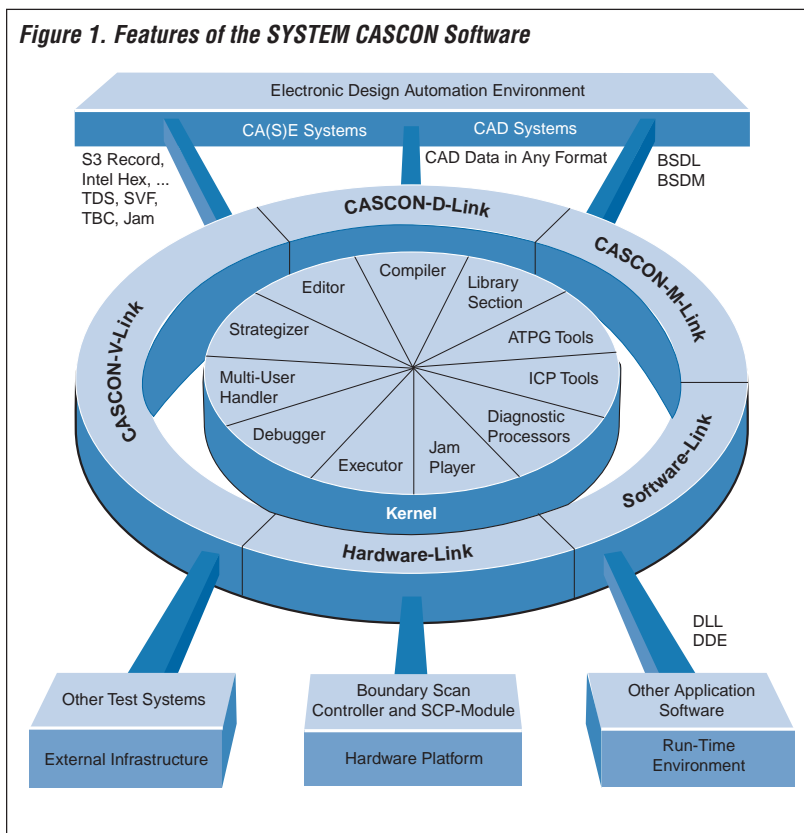 Figure 1. Features of the SYSTEM CASCON Software
Electronic Design Automation Environment
CA(S)E Systems
CAD Systems
S3 Record,
Intel Hex, ...
TDS, SVF,
TBC, Jam
CAD Data in Any Format
BSDL
BSDM
CASCON-D-Link
CASCON-M-Link
CASCON-V-Link
Software-Link
Hardware-Link
Compiler
Editor
Library
Section
Strategizer
ATPG Tools
Multi-User
Handler
ICP Tools
Debugger
Diagnostic
Processors
Executor
Jam
Player
Kernel
DLL
DDE
Other Test Systems
External Infrastructure
Boundary Scan
Controller and SCP-Module
Hardware Platform
Other Application
Software
Run-Time
Environment